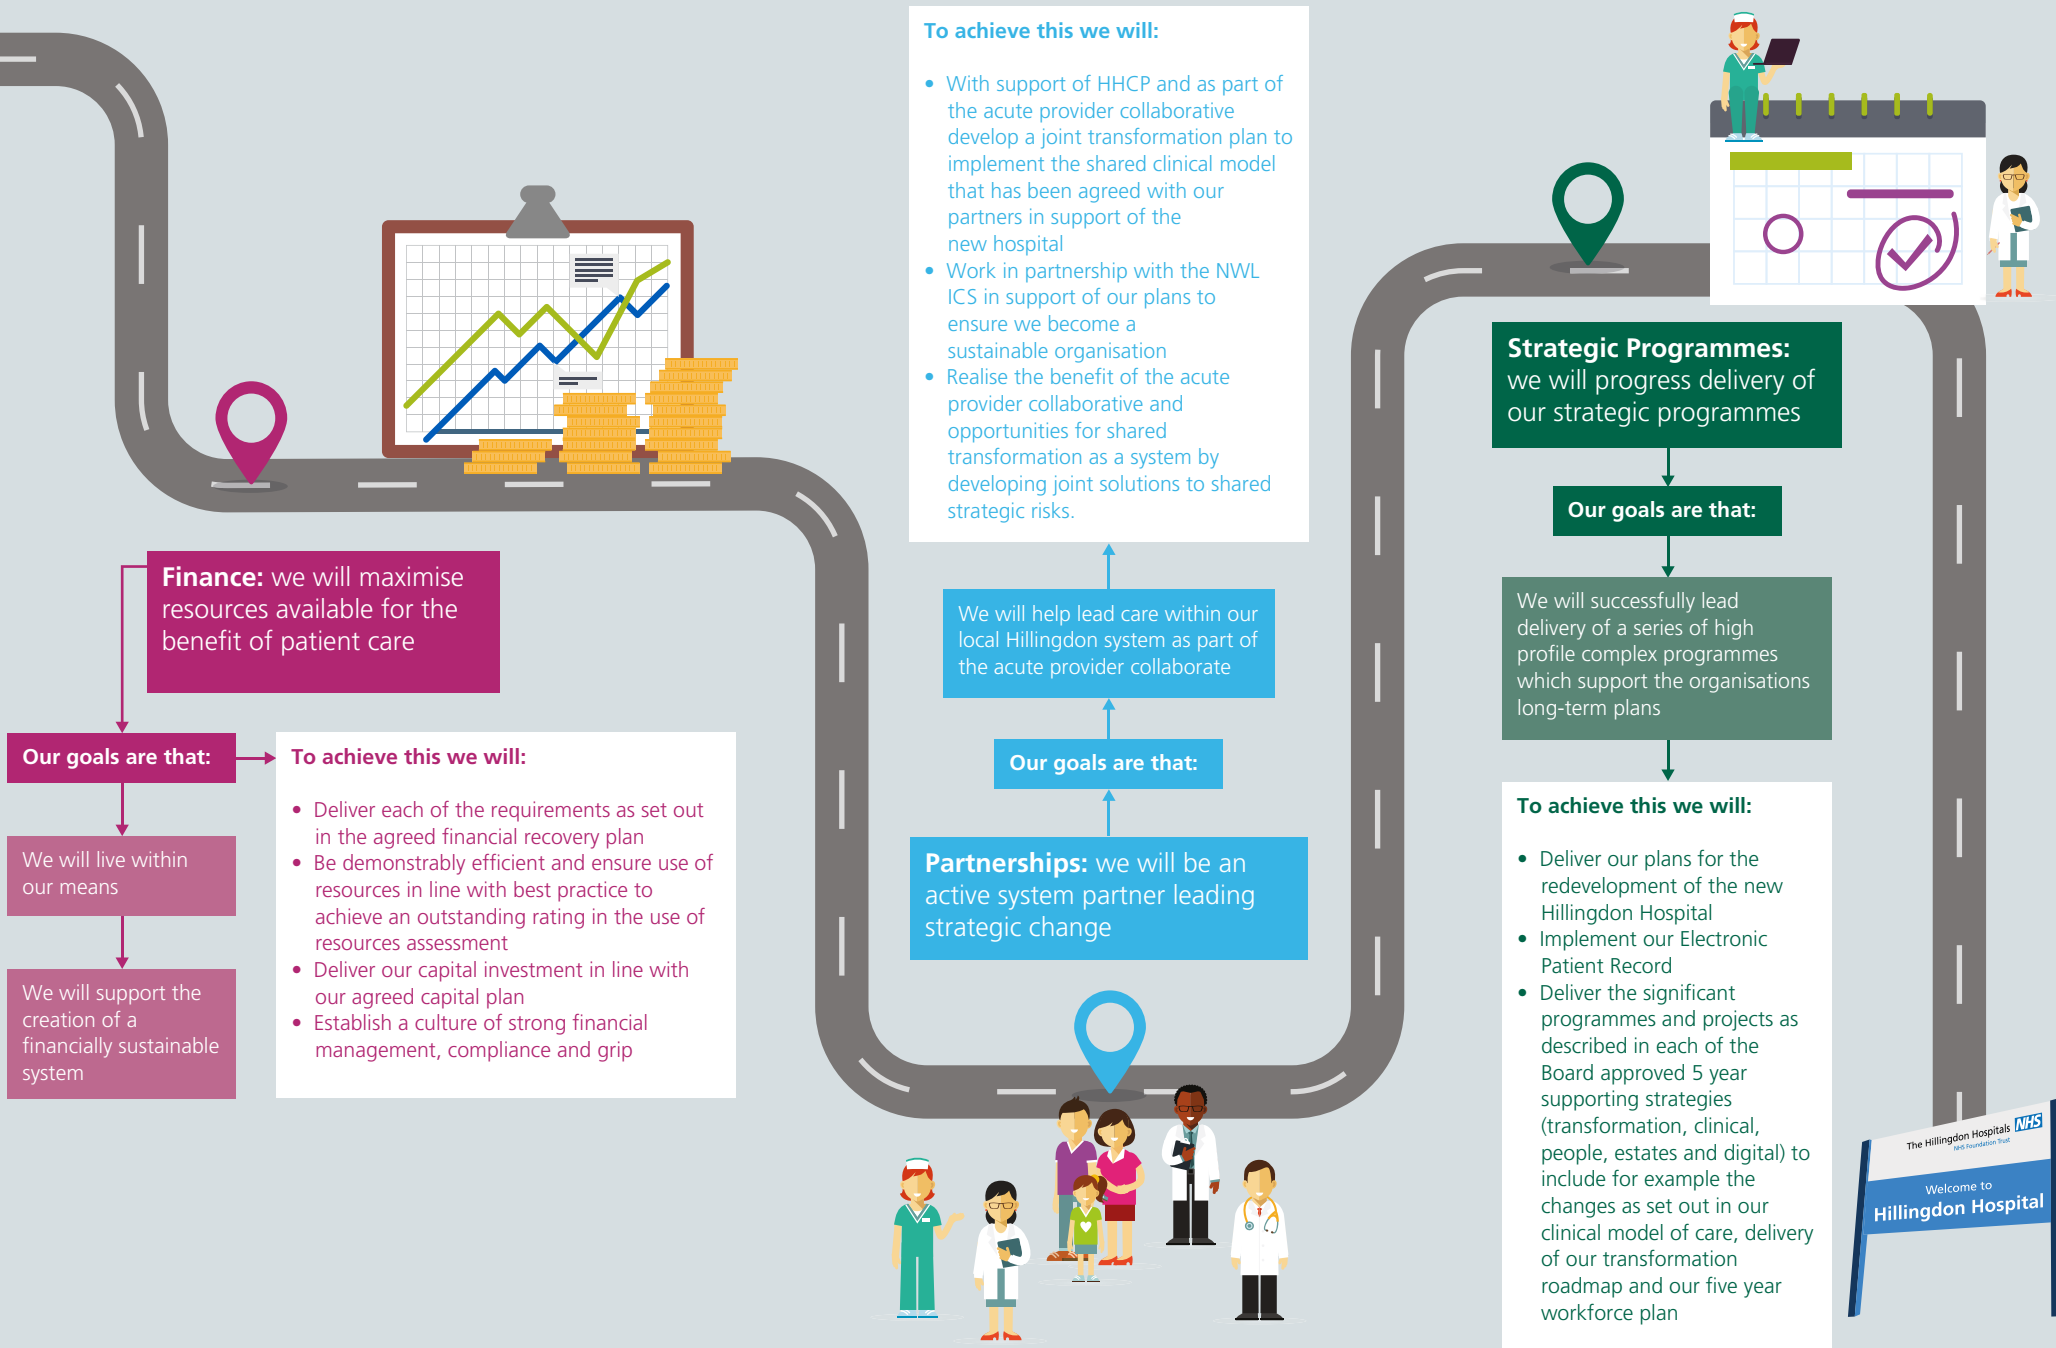 Finance: we will maximise
resources available for the
benefit of patient care
Our goals are that:
We will live within
our means
We will support the
creation of a
financially sustainable
system
To achieve this we will:
• Deliver each of the requirements as set out
in the agreed financial recovery plan
• Be demonstrably efficient and ensure use of
resources in line with best practice to
achieve an outstanding rating in the use of
resources assessment
• Deliver our capital investment in line with
our agreed capital plan
• Establish a culture of strong financial
management, compliance and grip
To achieve this we will:
• With support of HHCP and as part of
the acute provider collaborative
develop a joint transformation plan to
implement the shared clinical model
that has been agreed with our
partners in support of the
new hospital
• Work in partnership with the NWL
ICS in support of our plans to
ensure we become a
sustainable organisation
• Realise the benefit of the acute
provider collaborative and
opportunities for shared
transformation as a system by
developing joint solutions to shared
strategic risks.
We will help lead care within our
local Hillingdon system as part of
the acute provider collaborate
Our goals are that:
Partnerships: we will be an
active system partner leading
strategic change
Strategic Programmes:
we will progress delivery of
our strategic programmes
Our goals are that:
We will successfully lead
delivery of a series of high
profile complex programmes
which support the organisations
long-term plans
To achieve this we will:
• Deliver our plans for the
redevelopment of the new
Hillingdon Hospital
• Implement our Electronic
Patient Record
• Deliver the significant
programmes and projects as
described in each of the
Board approved 5 year
supporting strategies
(transformation, clinical,
people, estates and digital) to
include for example the
changes as set out in our
clinical model of care, delivery
of our transformation
roadmap and our five year
workforce plan
The Hillingdon Hospitals NHS
NHS Foundation Trust
Welcome to
Hillingdon Hospital